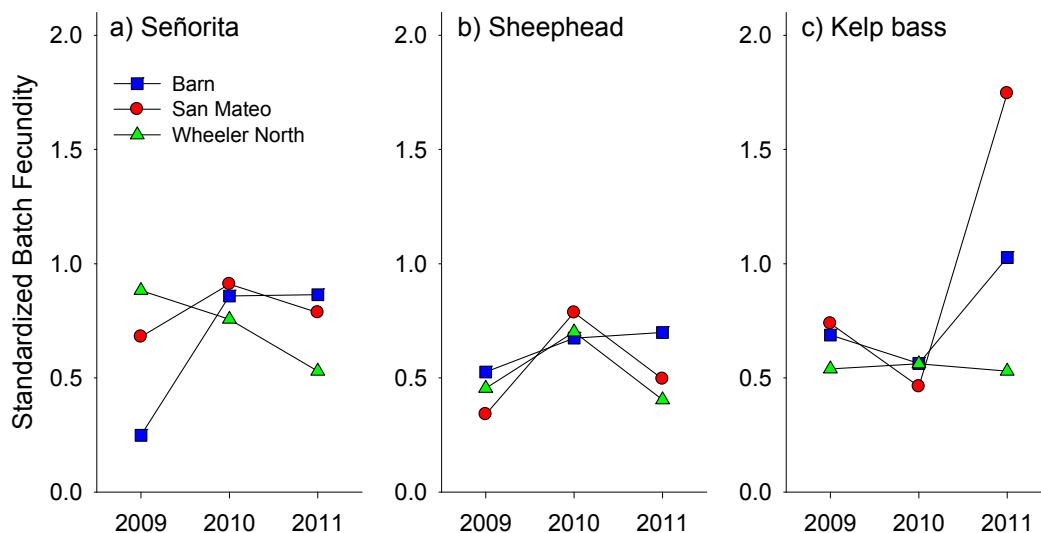 Standardized Batch Fecundity
a) Señorita
2.0
1.5
1.0
0.5
0.0
Barn
San Mateo
Wheeler North
2009 2010 2011
b) Sheephead
2.0
1.5
1.0
0.5
0.0
2009 2010 2011
c) Kelp bass
2.0
1.5
1.0
0.5
0.0
2009 2010 2011